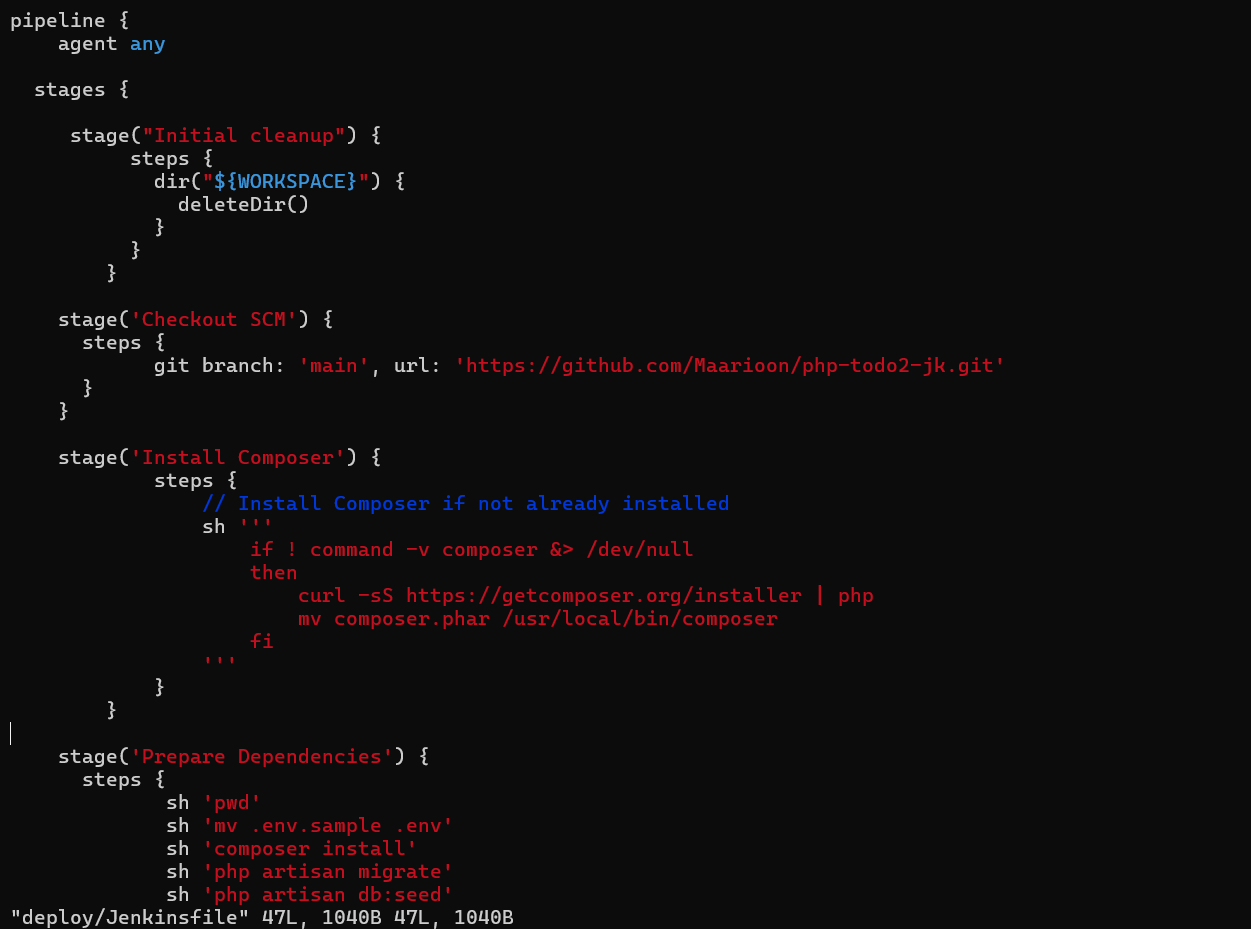 pipeline {
    agent any

  stages {

     stage("Initial cleanup") {
          steps {
            dir("${WORKSPACE}") {
              deleteDir()
            }
          }
        }

    stage('Checkout SCM') {
      steps {
            git branch: 'main', url: 'https://github.com/Maarioon/php-todo2-jk.git'
      }
    }

    stage('Install Composer') {
            steps {
                // Install Composer if not already installed
                sh '''
                    if ! command -v composer &> /dev/null
                    then
                        curl -sS https://getcomposer.org/installer | php
                        mv composer.phar /usr/local/bin/composer
                    fi
                '''
            }
        }

    stage('Prepare Dependencies') {
      steps {
             sh 'pwd'
             sh 'mv .env.sample .env'
             sh 'composer install'
             sh 'php artisan migrate'
             sh 'php artisan db:seed'
"deploy/Jenkinsfile" 47L, 1040B 47L, 1040B